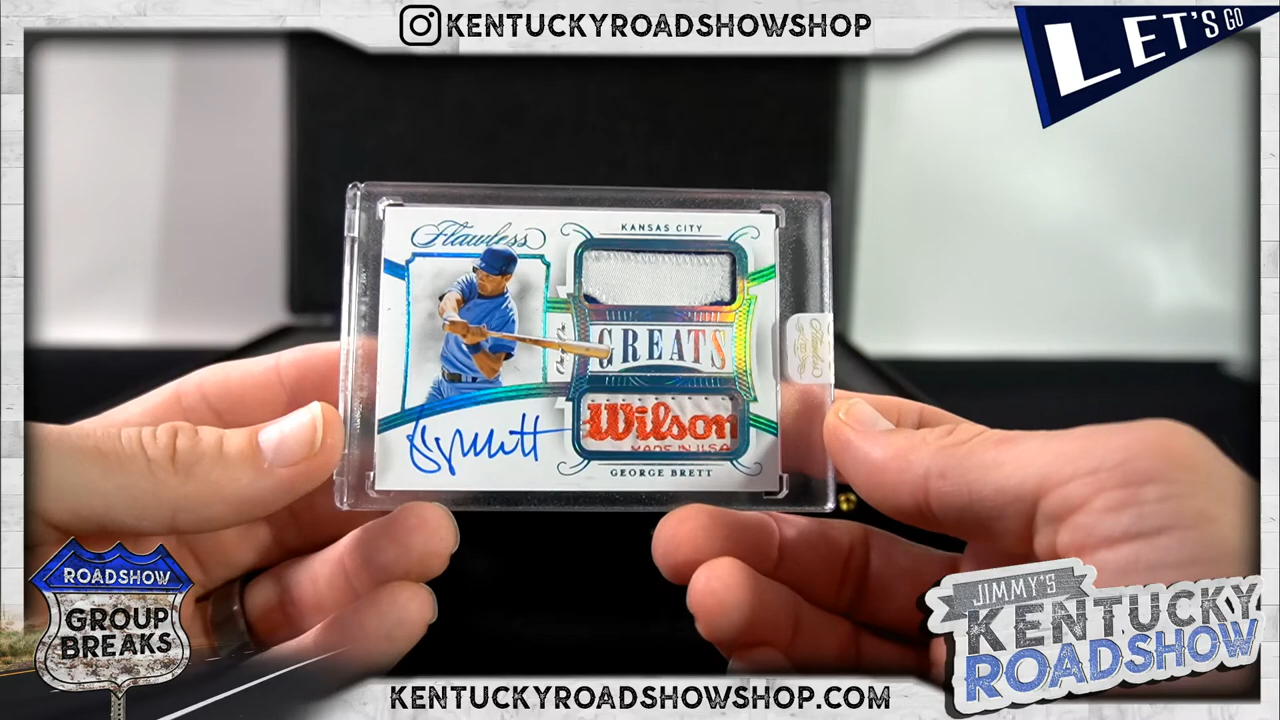 KENTUCKYROADSHOWSHOP
LET'S GO
Flawless
KANSAS CITY
GREATS
Wilson
MADE IN USA
GEORGE BRETT
Flawless
ROADSHOW
GROUP
BREAKS
JIMMY'S
KENTUCKY
ROADSHOW
KENTUCKYROADSHOWSHOP.COM